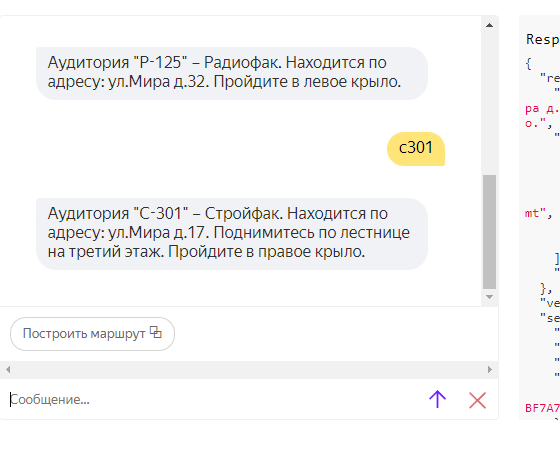 Аудитория "Р-125" – Радиофак. Находится по
адресу: ул.Мира д.32. Пройдите в левое крыло.
с301
Аудитория "С-301" – Стройфак. Находится по
адресу: ул.Мира д.17. Поднимитесь по лестнице
на третий этаж. Пройдите в правое крыло.
Построить маршрут
Сообщение...
Resp
{
"re
"
ра д.
о.",
"
mt",
]
"
},
"ve
"se
"
"
"
"
BF7A7